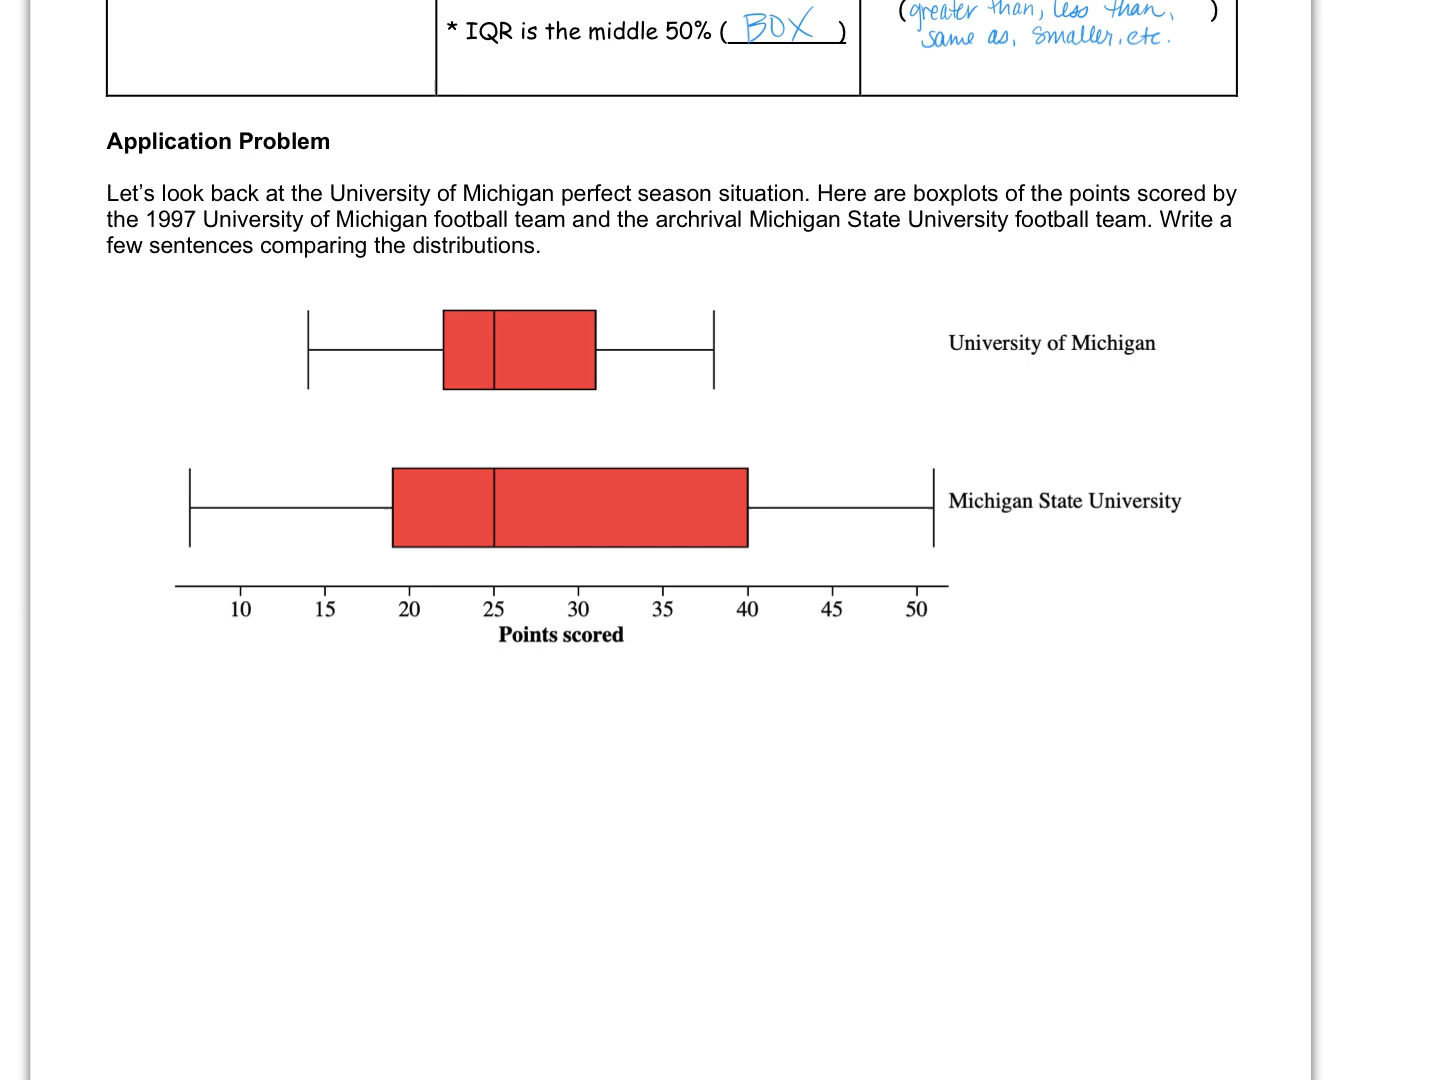 (greater than, less than, )
* IQR is the middle 50% ( BOX )
same as, smaller, etc.
Application Problem
Let’s look back at the University of Michigan perfect season situation. Here are boxplots of the points scored by
the 1997 University of Michigan football team and the archrival Michigan State University football team. Write a
few sentences comparing the distributions.
University of Michigan
Michigan State University
10 15 20 25 30 35 40 45 50
Points scored